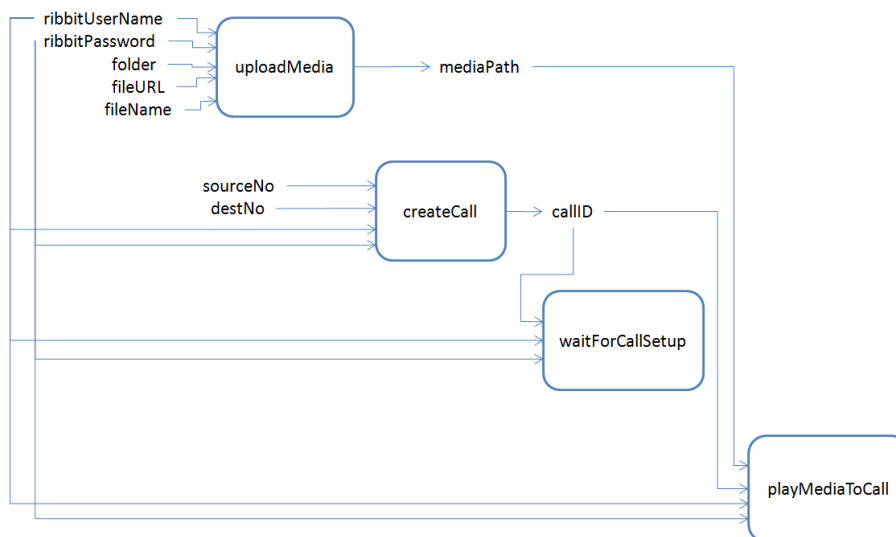 ribbitUserName
ribbitPassword
folder
fileURL
fileName
uploadMedia
mediaPath
sourceNo
destNo
createCall
callID
waitForCallSetup
playMediaToCall